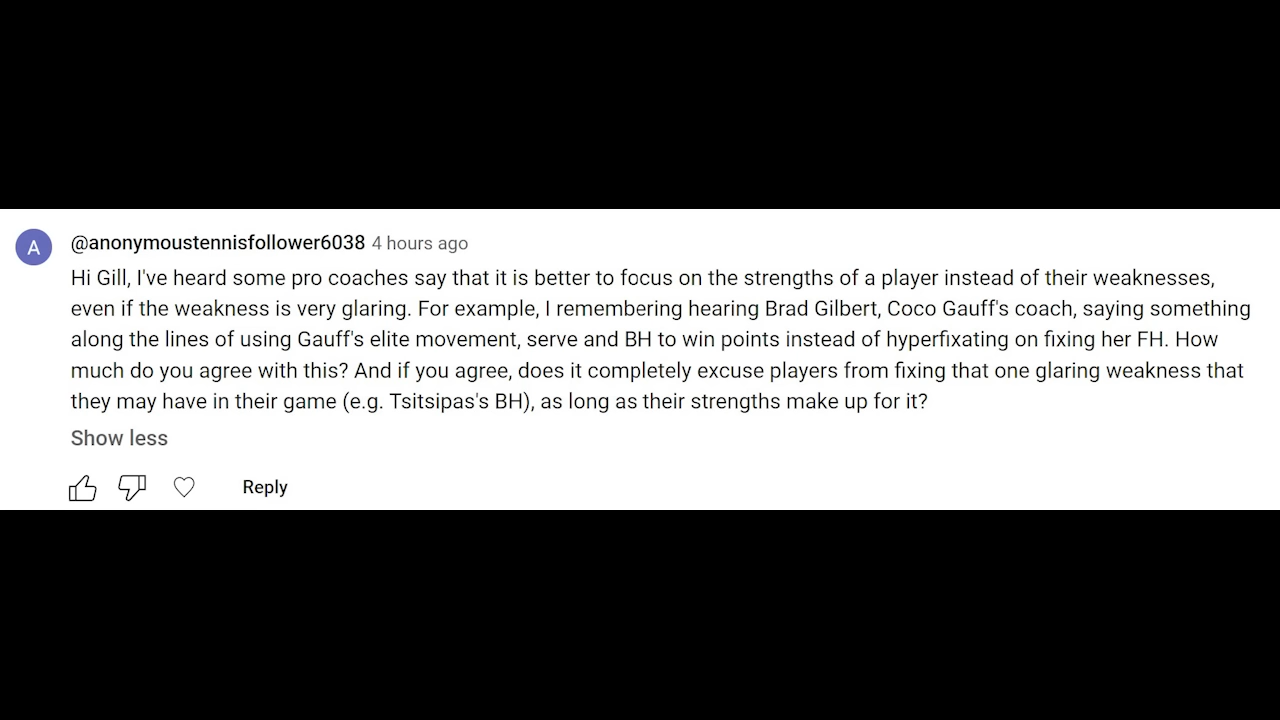 A
@anonymoustennisfollower6038 4 hours ago
Hi Gill, I've heard some pro coaches say that it is better to focus on the strengths of a player instead of their weaknesses,
even if the weakness is very glaring. For example, I remembering hearing Brad Gilbert, Coco Gauff's coach, saying something
along the lines of using Gauff's elite movement, serve and BH to win points instead of hyperfixating on fixing her FH. How
much do you agree with this? And if you agree, does it completely excuse players from fixing that one glaring weakness that
they may have in their game (e.g. Tsitsipas's BH), as long as their strengths make up for it?
Show less
Reply